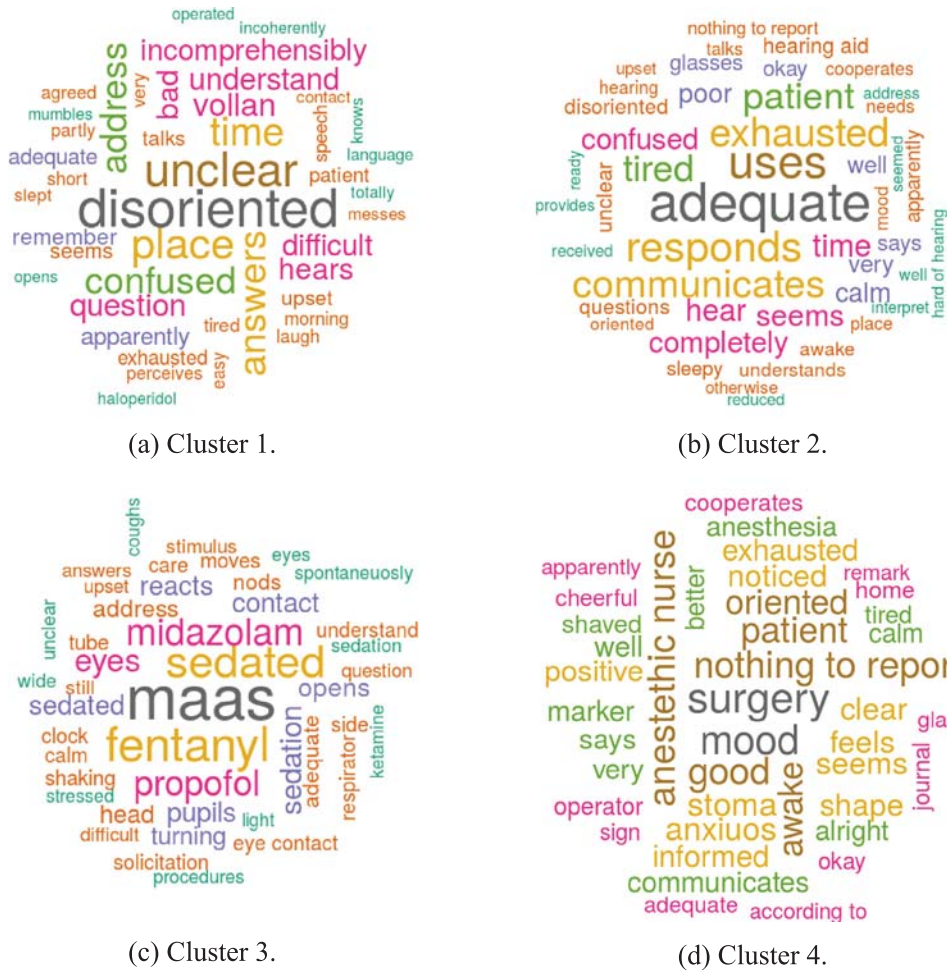 operated
incoherently
incomprehensibly
address
bad
understand
agreed
very
vollan
contact
mumbles
time
speech
knows
partly
talks
language
adequate
unclear
patient
short
totally
slept
disoriented
messes
remember
place
answers
difficult
seems
hears
opens
confused
question
upset
apparently
tired
morning
laugh
exhausted
easy
perceives
haloperidol
(a) Cluster 1.
nothing to report
talks
hearing aid
upset
glasses
okay
cooperates
hearing
poor
patient
address
disoriented
needs
confused
exhausted
seemed
apparently
ready
unclear
tired
uses
well
provides
adequate
mood
received
responds
time
says
very
well
hard of hearing
communicates
calm
questions
hear
seems
interpret
oriented
place
completely
awake
sleepy
understands
otherwise
reduced
(b) Cluster 2.
coughs
stimulus
eyes
answers
care
moves
spontaneuosly
upset
reacts
nods
contact
address
unclear
midazolam
understand
tube
sedation
eyes
sedated
question
wide
still
maas
opens
sedated
sedation
adequate
side
respirator
ketamine
clock
fentanyl
calm
shaking
propofol
stressed
head
pupils
light
difficult
turning
eye contact
solicitation
procedures
(c) Cluster 3.
cooperates
anesthesia
anestethic nurse
exhausted
apparently
better
noticed
remark
cheerful
oriented
home
shaved
tired
patient
calm
well
positive
nothing to repor
surgery
marker
clear
gla
says
mood
feels
journal
very
good
awake
seems
operator
stoma
shape
sign
anxiuos
alright
informed
okay
communicates
adequate
according to
(d) Cluster 4.